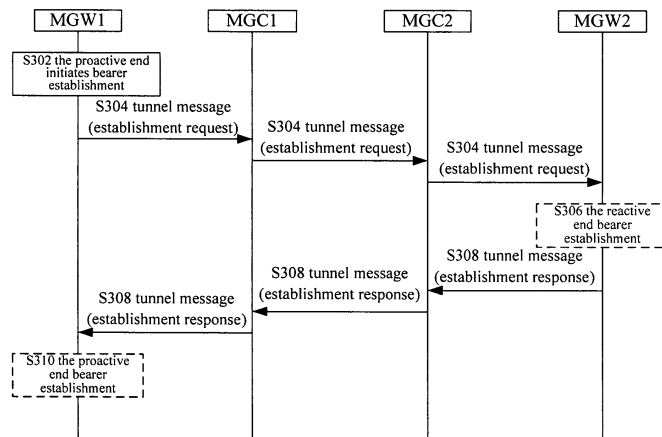 MGW1
MGC1
MGC2
MGW2
S302 the proactive end
initiates bearer
establishment
S304 tunnel message
(establishment request)
S304 tunnel message
(establishment request)
S304 tunnel message
(establishment request)
S306 the reactive
end bearer
establishment
S308 tunnel message
(establishment response)
S308 tunnel message
(establishment response)
S308 tunnel message
(establishment response)
S310 the proactive
end bearer
establishment